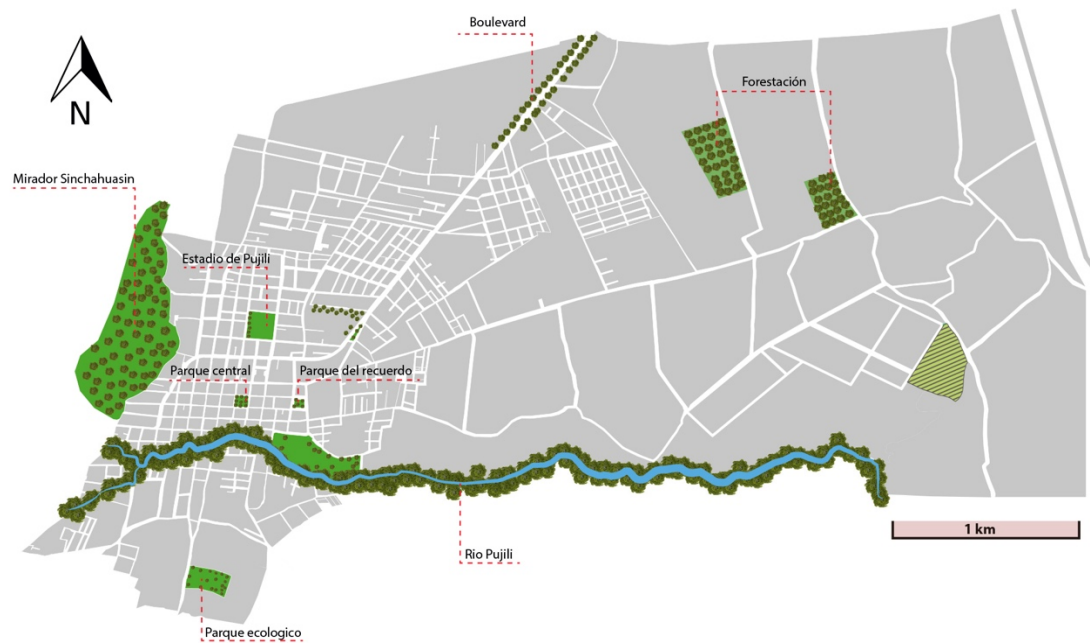 Boulevard
Forestación
N
Mirador Sinchahuasin
Estadio de Pujili
Parque central
Parque del recuerdo
1 km
Rio Pujili
Parque ecologico